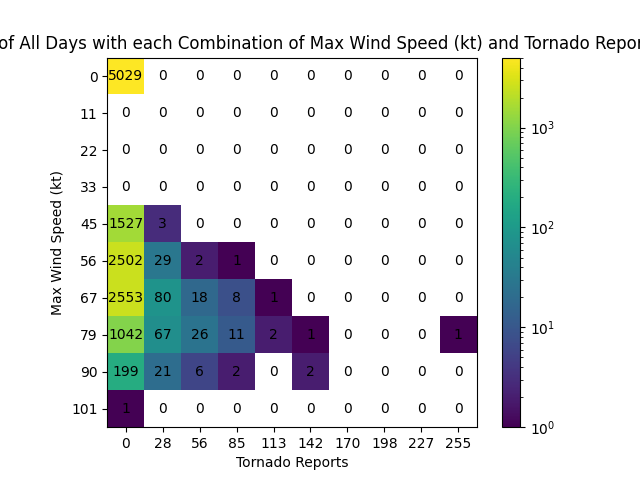 of All Days with each Combination of Max Wind Speed (kt) and Tornado Repor
0 5029 0 0 0 0 0 0 0 0 0
11 0 0 0 0 0 0 0 0 0 0
22 0 0 0 0 0 0 0 0 0 0
33 0 0 0 0 0 0 0 0 0 0
45 1527 3 0 0 0 0 0 0 0 0
56 2502 29 2 1 0 0 0 0 0 0
67 2553 80 18 8 1 0 0 0 0 0
79 1042 67 26 11 2 1 0 0 0 1
90 199 21 6 2 0 2 0 0 0 0
101 1 0 0 0 0 0 0 0 0 0
0 28 56 85 113 142 170 198 227 255
Tornado Reports
Max Wind Speed (kt)
10³
10²
10¹
10⁰